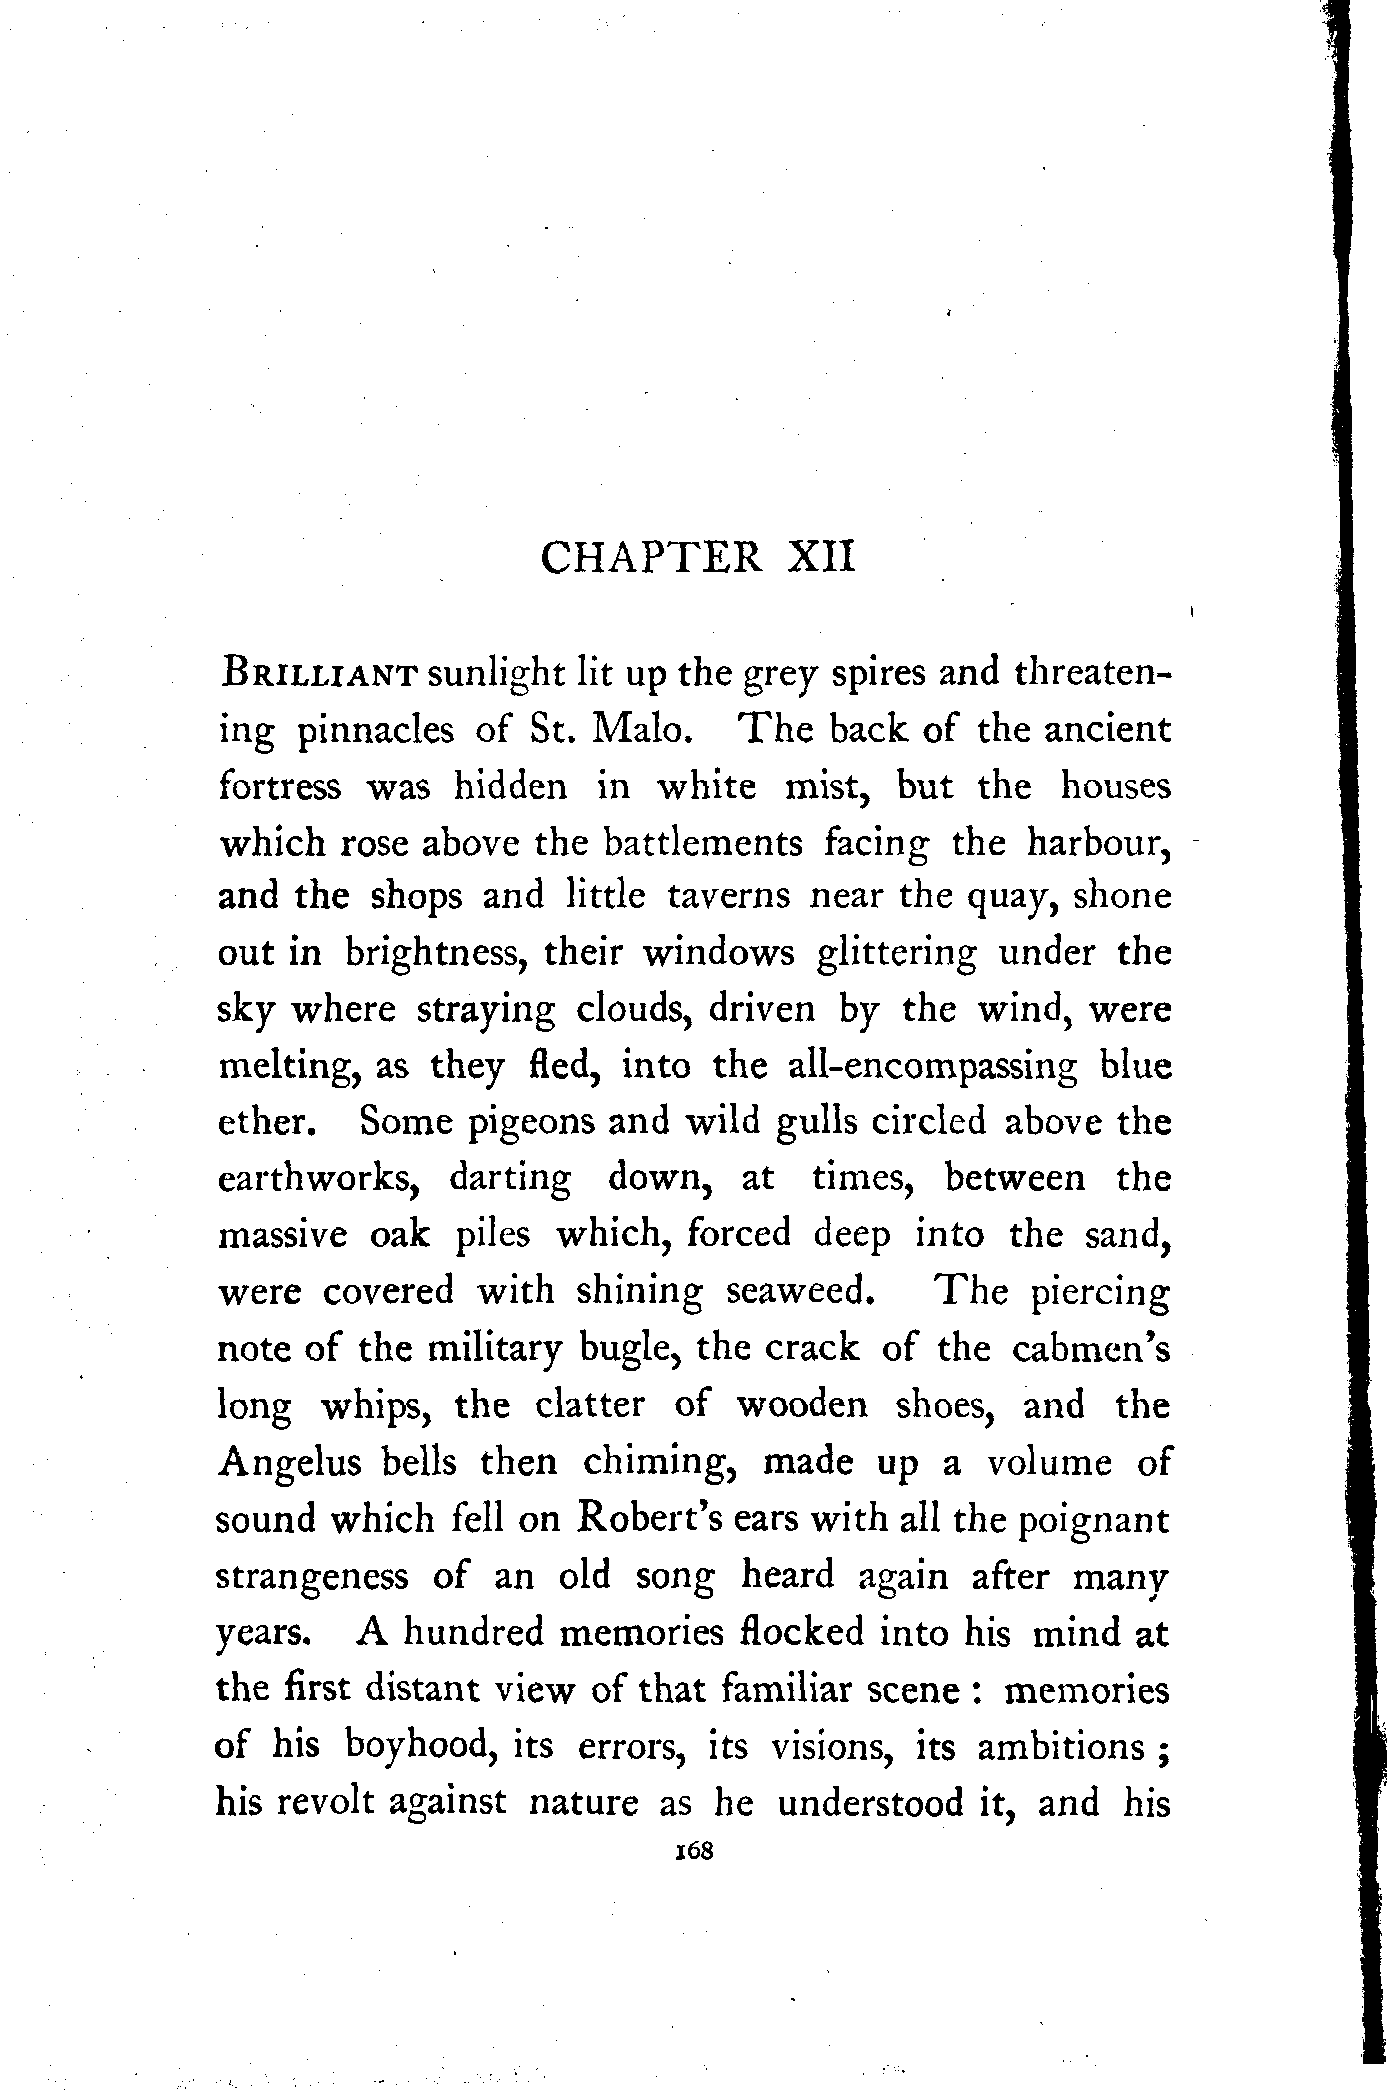 CHAPTER XII
BRILLIANT sunlight lit up the grey spires and threaten-
ing pinnacles of St. Malo. The back of the ancient
fortress was hidden in white mist, but the houses
which rose above the battlements facing the harbour,
and the shops and little taverns near the quay, shone
out in brightness, their windows glittering under the
sky where straying clouds, driven by the wind, were
melting, as they fled, into the all-encompassing blue
ether. Some pigeons and wild gulls circled above the
earthworks, darting down, at times, between the
massive oak piles which, forced deep into the sand,
were covered with shining seaweed. The piercing
note of the military bugle, the crack of the cabmen's
long whips, the clatter of wooden shoes, and the
Angelus bells then chiming, made up a volume of
sound which fell on Robert's ears with all the poignant
strangeness of an old song heard again after many
years. A hundred memories flocked into his mind at
the first distant view of that familiar scene : memories
of his boyhood, its errors, its visions, its ambitions ;
his revolt against nature as he understood it, and his
168